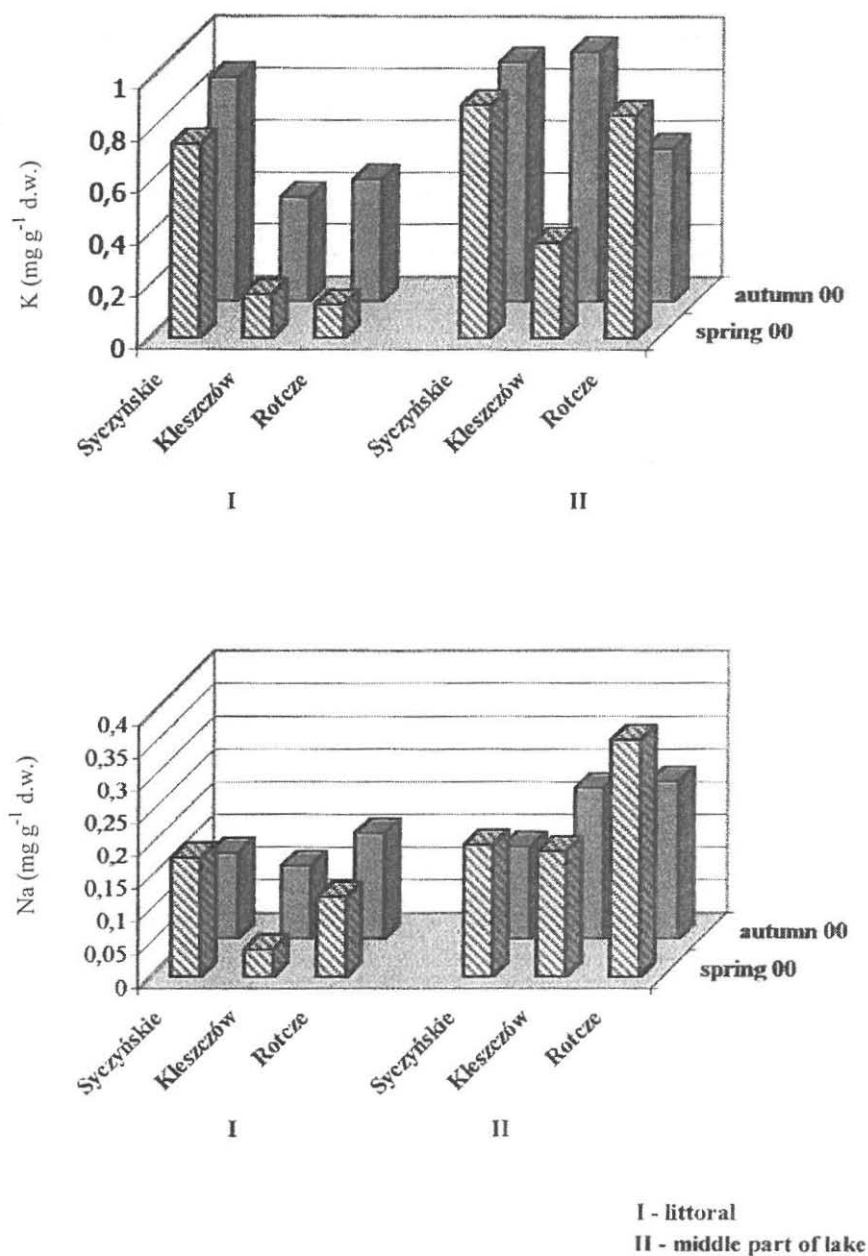 1
0,8
0,6
0,4
0,2
0
K (mg g⁻¹ d.w.)
autumn 00
spring 00
Syczyńskie
Kleszczów
Rotcze
Syczyńskie
Kleszczów
Rotcze
I
II
0,4
0,35
0,3
0,25
0,2
0,15
0,1
0,05
0
Na (mg g⁻¹ d.w.)
autumn 00
spring 00
Syczyńskie
Kleszczów
Rotcze
Syczyńskie
Kleszczów
Rotcze
I
II
I - littoral
II - middle part of lake